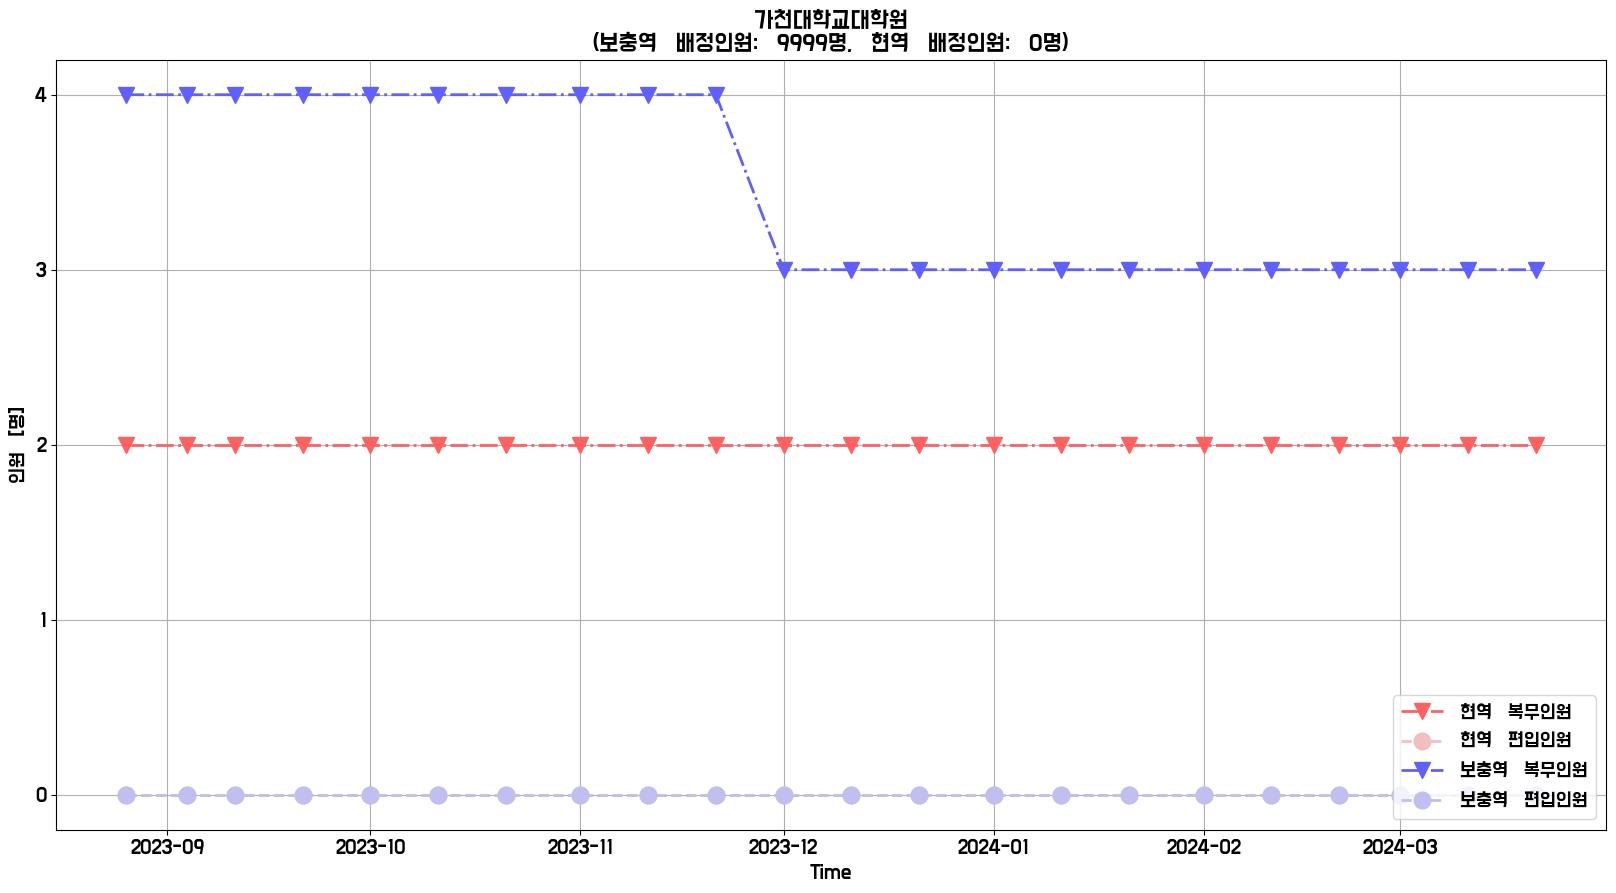 가천대학교대학원
(보충역 배정인원: 9999명, 현역 배정인원: 0명)
4
3
2
1
0
인원 [명]
2023-09 2023-10 2023-11 2023-12 2024-01 2024-02 2024-03
Time
현역 복무인원
현역 편입인원
보충역 복무인원
보충역 편입인원